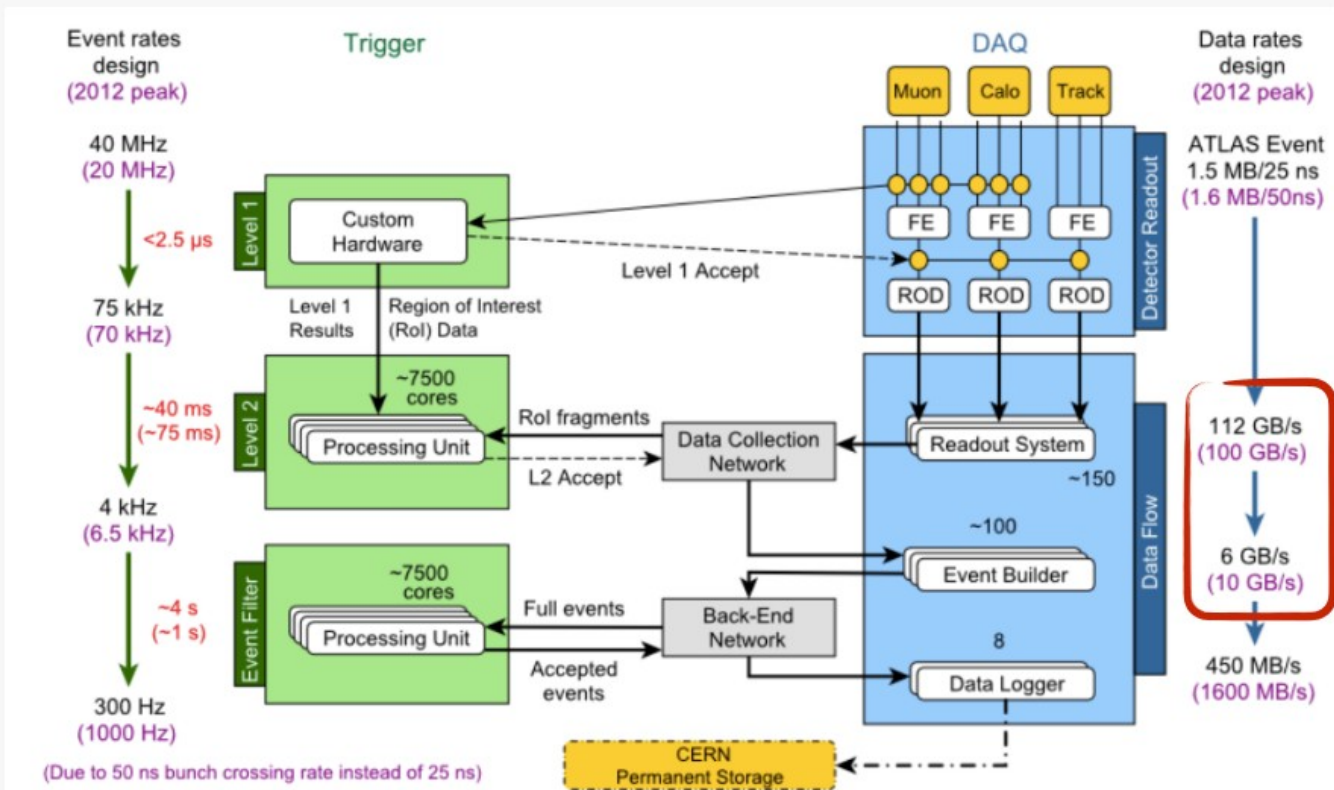 Event rates
design
(2012 peak)
40 MHz
(20 MHz)
<2.5 µs
75 kHz
(70 kHz)
~40 ms
(~75 ms)
4 kHz
(6.5 kHz)
~4 s
(~1 s)
300 Hz
(1000 Hz)
(Due to 50 ns bunch crossing rate instead of 25 ns)
Trigger
Level 1
Custom
Hardware
Level 1 Accept
Level 1
Results
Region of Interest
(RoI) Data
Level 2
~7500
cores
Processing Unit
RoI fragments
L2 Accept
Data Collection
Network
Event Filter
~7500
cores
Processing Unit
Full events
Accepted
events
Back-End
Network
CERN
Permanent Storage
DAQ
Muon
Calo
Track
FE
FE
FE
ROD
ROD
ROD
Detector Readout
Readout System
~150
~100
Event Builder
8
Data Logger
Data Flow
Data rates
design
(2012 peak)
ATLAS Event
1.5 MB/25 ns
(1.6 MB/50ns)
112 GB/s
(100 GB/s)
6 GB/s
(10 GB/s)
450 MB/s
(1600 MB/s)